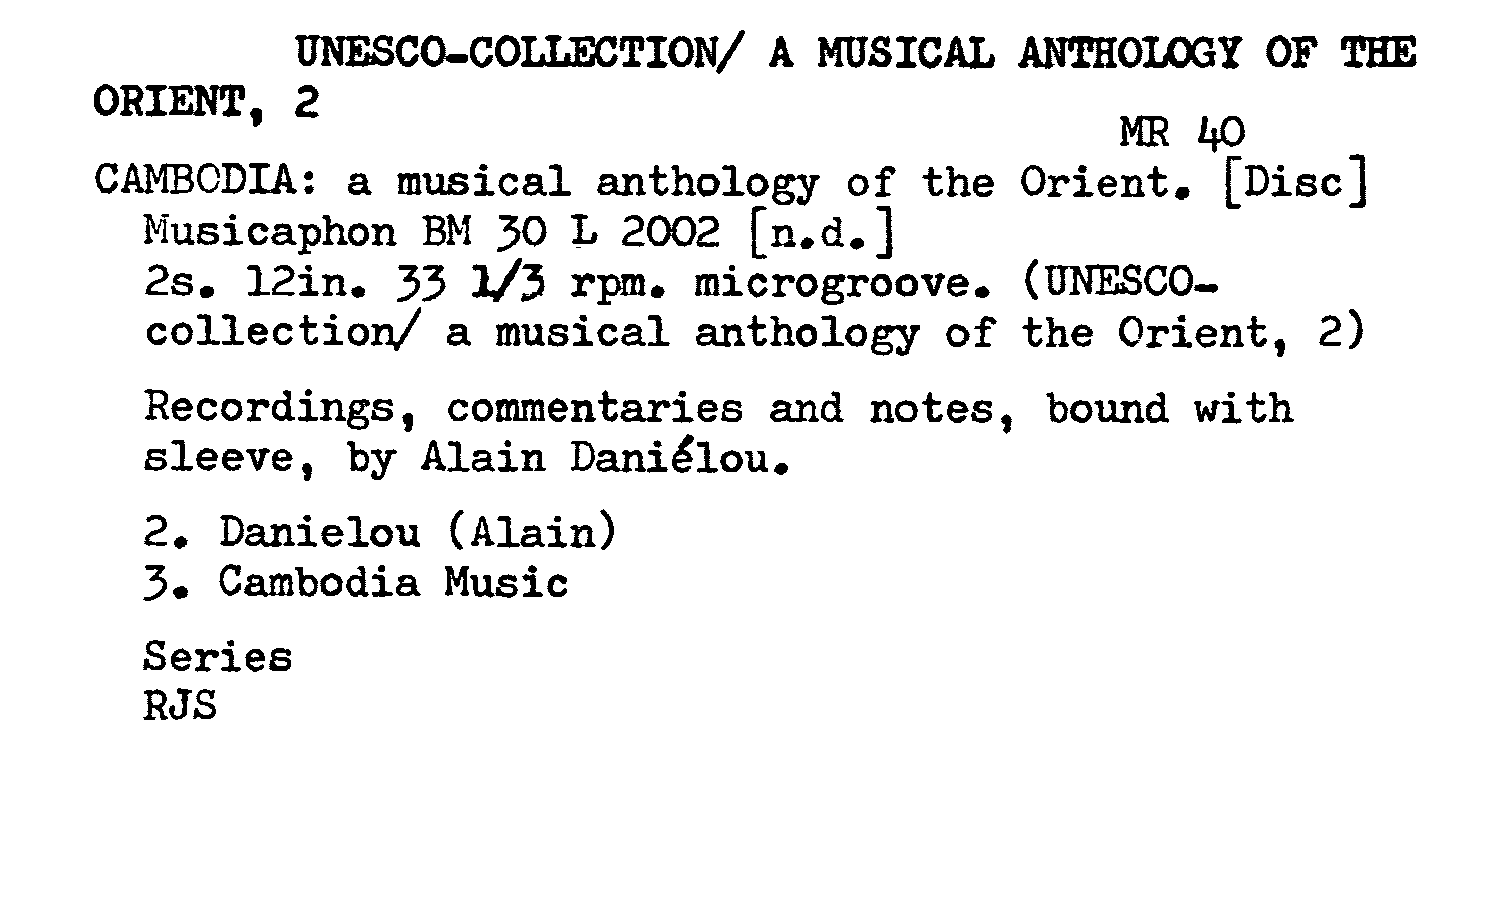 UNESCO-COLLECTION/ A MUSICAL ANTHOLOGY OF THE
ORIENT, 2
MR 40
CAMBODIA: a musical anthology of the Orient. [Disc]
Musicaphon BM 30 L 2002 [n.d.]
2s. 12in. 33 1/3 rpm. microgroove. (UNESCO-
collection/ a musical anthology of the Orient, 2)
Recordings, commentaries and notes, bound with
sleeve, by Alain Daniélou.
2. Danielou (Alain)
3. Cambodia Music
Series
RJS